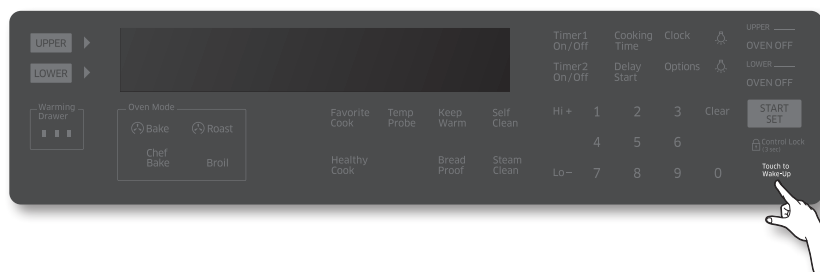 UPPER
LOWER
Warming
Drawer
Oven Mode
Bake
Roast
Chef
Bake
Broil
Favorite
Cook
Temp
Probe
Keep
Warm
Self
Clean
Healthy
Cook
Bread
Proof
Steam
Clean
Timer1
On/Off
Cooking
Time
Clock
Timer2
On/Off
Delay
Start
Options
Hi + 1 2 3 Clear
4 5 6
Lo - 7 8 9 0
UPPER
OVEN OFF
LOWER
OVEN OFF
START
SET
Control Lock
(3 sec)
Touch to
Wake-Up